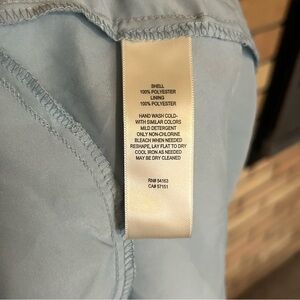 SHELL
100% POLYESTER
LINING
100% POLYESTER
HAND WASH COLD-
WITH SIMILAR COLORS
MILD DETERGENT
ONLY NON-CHLORINE
BLEACH WHEN NEEDED
RESHAPE, LAY FLAT TO DRY
COOL IRON AS NEEDED
MAY BE DRY CLEANED
RN# 54163
CA# 57151